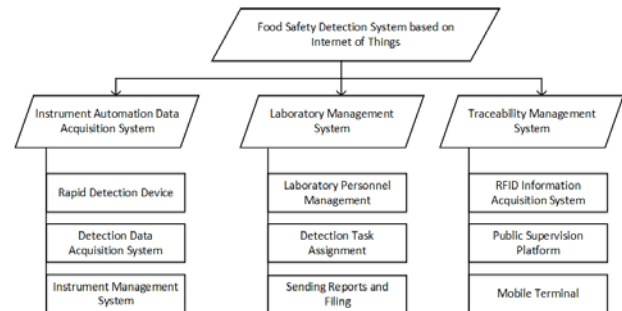 Food Safety Detection System based on
Internet of Things
Instrument Automation Data
Acquisition System
Laboratory Management
System
Traceability Management
System
Rapid Detection Device
Detection Data
Acquisition System
Instrument Management
System
Laboratory Personnel
Management
Detection Task
Assignment
Sending Reports and
Filing
RFID Information
Acquisition System
Public Supervision
Platform
Mobile Terminal